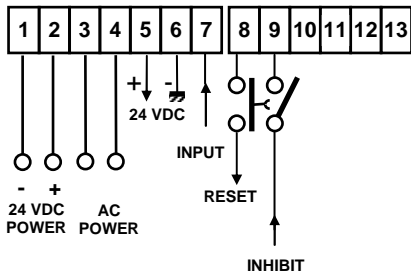 1 2 3 4 5 6 7 8 9 10 11 12 13
+ -
24 VDC
INPUT
- +
24 VDC
POWER
AC
POWER
RESET
INHIBIT